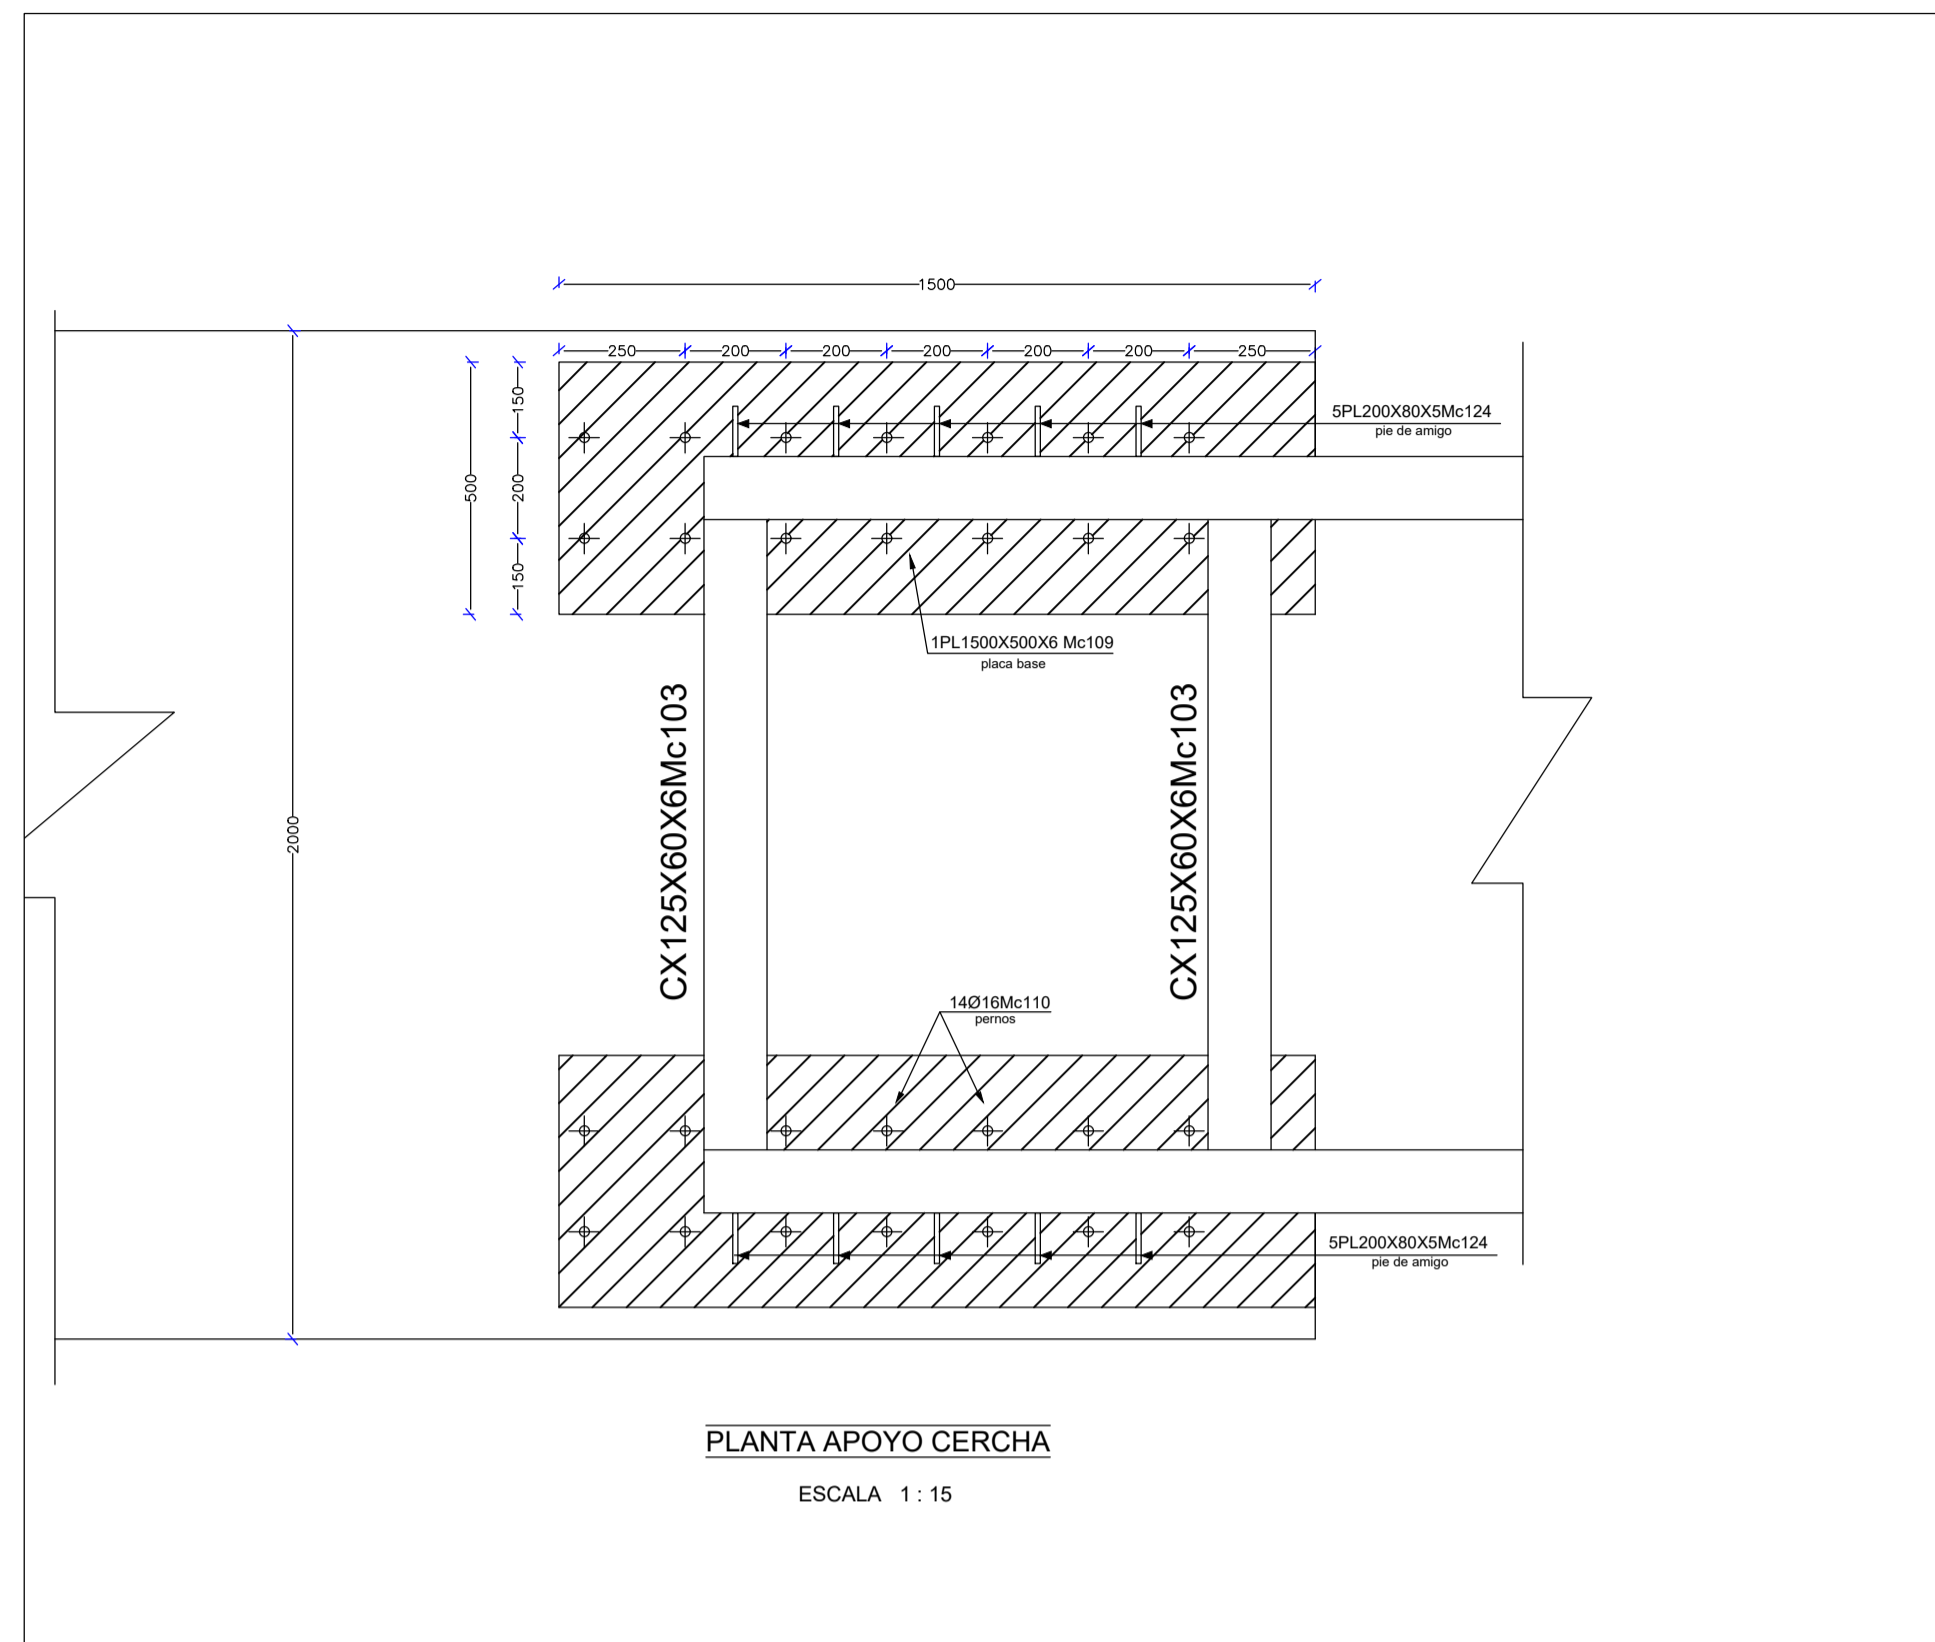 1500
250
200
200
200
200
200
250
150
500
200
150
5PL200X80X5Mc124
pie de amigo
1PL1500X500X6 Mc109
placa base
CX125X60X6Mc103
CX125X60X6Mc103
2000
14Ø16Mc110
pernos
5PL200X80X5Mc124
pie de amigo
PLANTA APOYO CERCHA
ESCALA 1 : 15